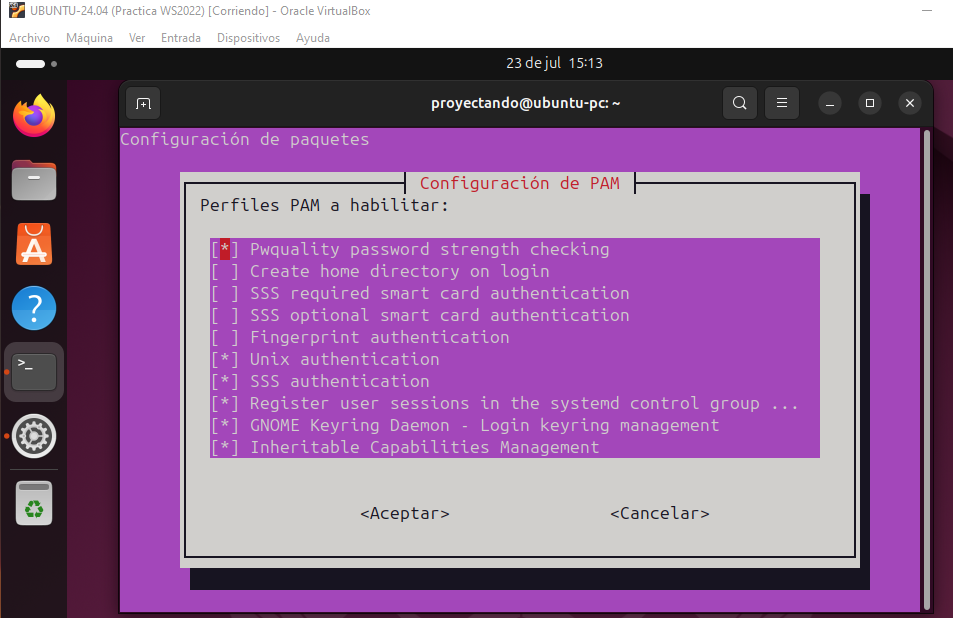 UBUNTU-24.04 (Practica WS2022) [Corriendo] - Oracle VirtualBox
Archivo Máquina Ver Entrada Dispositivos Ayuda
23 de jul 15:13
proyectando@ubuntu-pc: ~
Configuración de paquetes
Configuración de PAM
Perfiles PAM a habilitar:
[*] Pwquality password strength checking
[ ] Create home directory on login
[ ] SSS required smart card authentication
[ ] SSS optional smart card authentication
[ ] Fingerprint authentication
[*] Unix authentication
[*] SSS authentication
[*] Register user sessions in the systemd control group ...
[*] GNOME Keyring Daemon - Login keyring management
[*] Inheritable Capabilities Management
<Aceptar> <Cancelar>